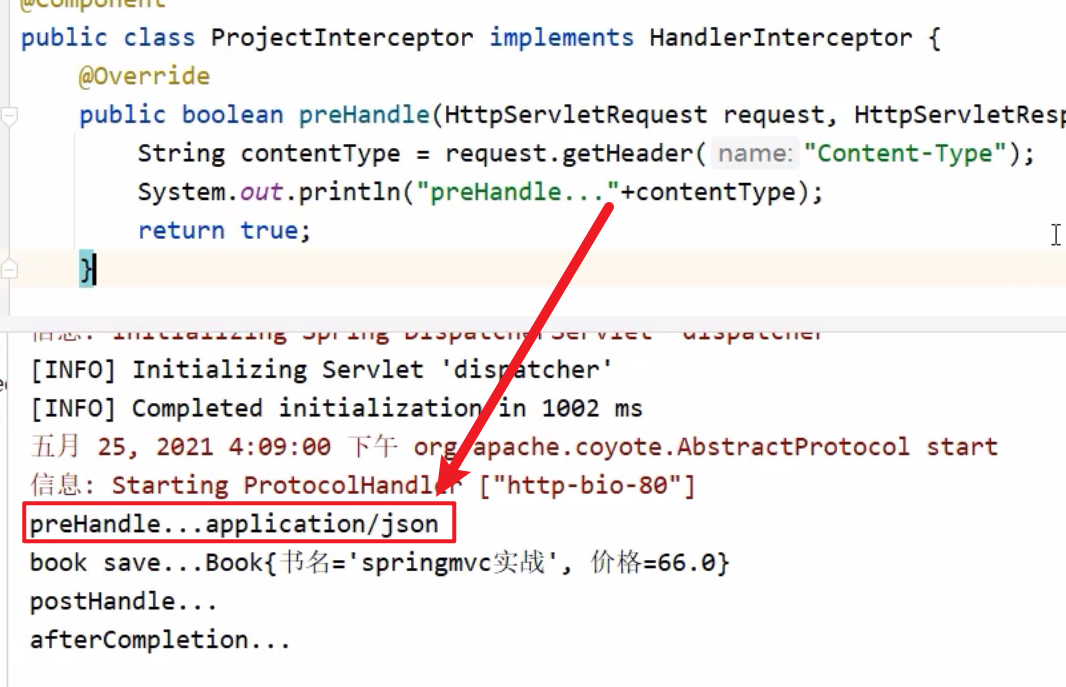 @Component
public class ProjectInterceptor implements HandlerInterceptor {
@Override
public boolean preHandle(HttpServletRequest request, HttpServletResp
String contentType = request.getHeader( name: "Content-Type");
System.out.println("preHandle..."+contentType);
return true;
}
信息: Initializing Spring DispatcherServlet 'dispatcher'
[INFO] Initializing Servlet 'dispatcher'
[INFO] Completed initialization in 1002 ms
五月 25, 2021 4:09:00 下午 org.apache.coyote.AbstractProtocol start
信息: Starting ProtocolHandler ["http-bio-80"]
preHandle...application/json
book save...Book{书名='springmvc实战', 价格=66.0}
postHandle...
afterCompletion...